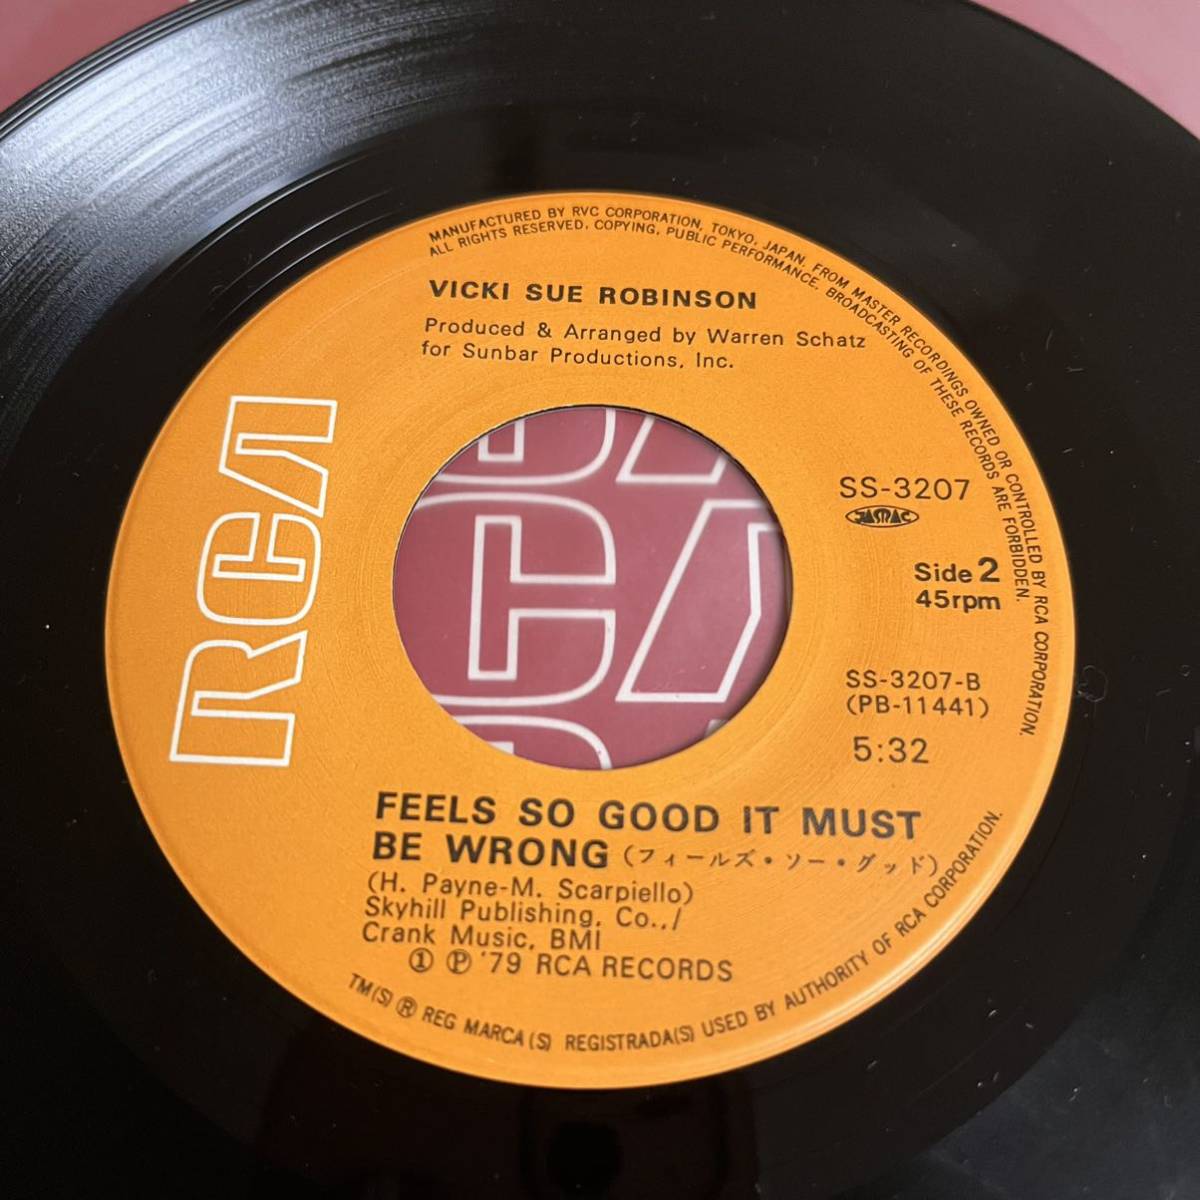 MANUFACTURED BY RVC CORPORATION, TOKYO, JAPAN, FROM MASTER RECORDINGS OWNED OR CONTROLLED BY RCA CORPORATION.
ALL RIGHTS RESERVED, COPYING, PUBLIC PERFORMANCE, BROADCASTING OF THESE RECORDS ARE FORBIDDEN.
VICKI SUE ROBINSON
Produced & Arranged by Warren Schatz
for Sunbar Productions, Inc.
RCA
SS-3207
JASRAC
Side 2
45rpm
SS-3207-B
(PB-11441)
5:32
FEELS SO GOOD IT MUST
BE WRONG (フィールズ・ソー・グッド)
(H. Payne-M. Scarpiello)
Skyhill Publishing, Co., /
Crank Music, BMI
① Ⓟ '79 RCA RECORDS
TM(S) ® REG MARCA(S) REGISTRADA(S) USED BY AUTHORITY OF RCA CORPORATION.